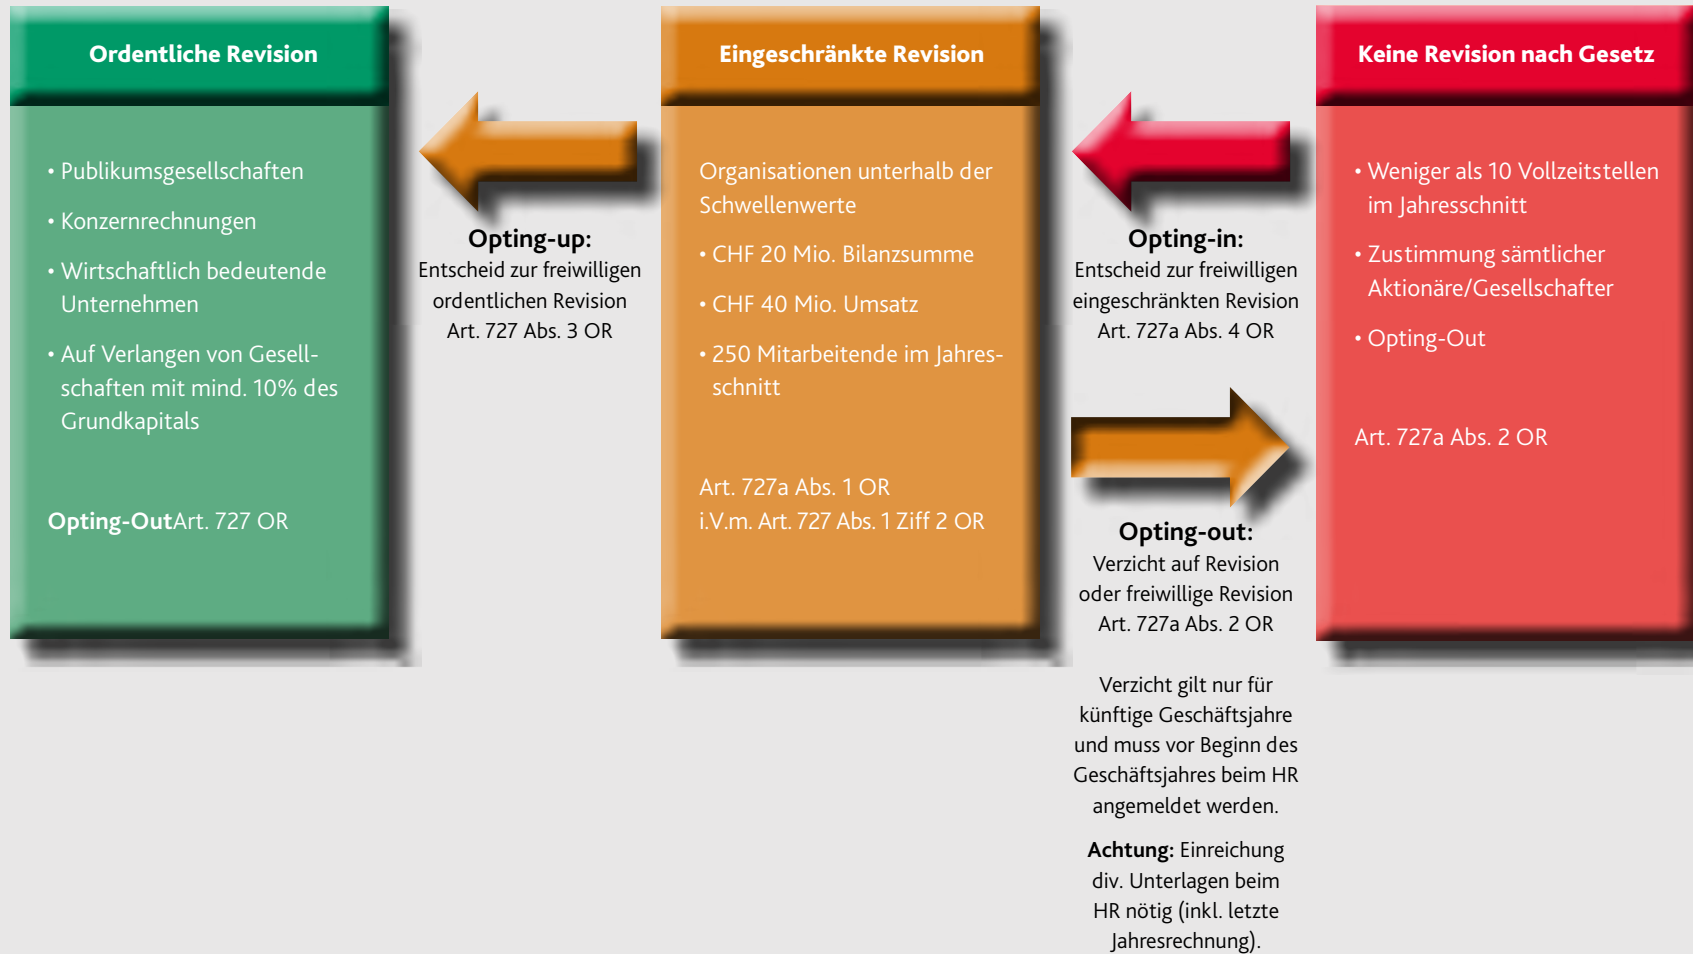 Ordentliche Revision
• Publikumsgesellschaften
• Konzernrechnungen
• Wirtschaftlich bedeutende
Unternehmen
• Auf Verlangen von Gesell-
schaften mit mind. 10% des
Grundkapitals
Opting-OutArt. 727 OR
Opting-up:
Entscheid zur freiwilligen
ordentlichen Revision
Art. 727 Abs. 3 OR
Eingeschränkte Revision
Organisationen unterhalb der
Schwellenwerte
• CHF 20 Mio. Bilanzsumme
• CHF 40 Mio. Umsatz
• 250 Mitarbeitende im Jahres-
schnitt
Art. 727a Abs. 1 OR
i.V.m. Art. 727 Abs. 1 Ziff 2 OR
Opting-in:
Entscheid zur freiwilligen
eingeschränkten Revision
Art. 727a Abs. 4 OR
Opting-out:
Verzicht auf Revision
oder freiwillige Revision
Art. 727a Abs. 2 OR
Verzicht gilt nur für
künftige Geschäftsjahre
und muss vor Beginn des
Geschäftsjahres beim HR
angemeldet werden.
Achtung: Einreichung
div. Unterlagen beim
HR nötig (inkl. letzte
Jahresrechnung).
Keine Revision nach Gesetz
• Weniger als 10 Vollzeitstellen
im Jahresschnitt
• Zustimmung sämtlicher
Aktionäre/Gesellschafter
• Opting-Out
Art. 727a Abs. 2 OR